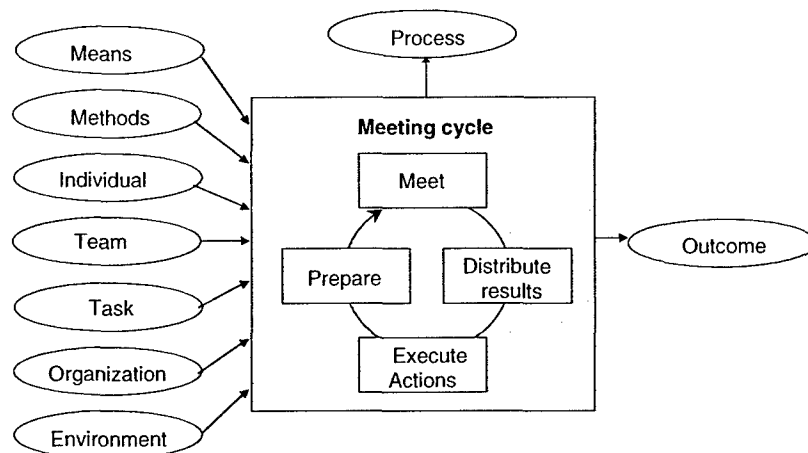 Process
Means
Methods
Individual
Team
Task
Organization
Environment
Meeting cycle
Meet
Prepare
Distribute
results
Execute
Actions
Outcome